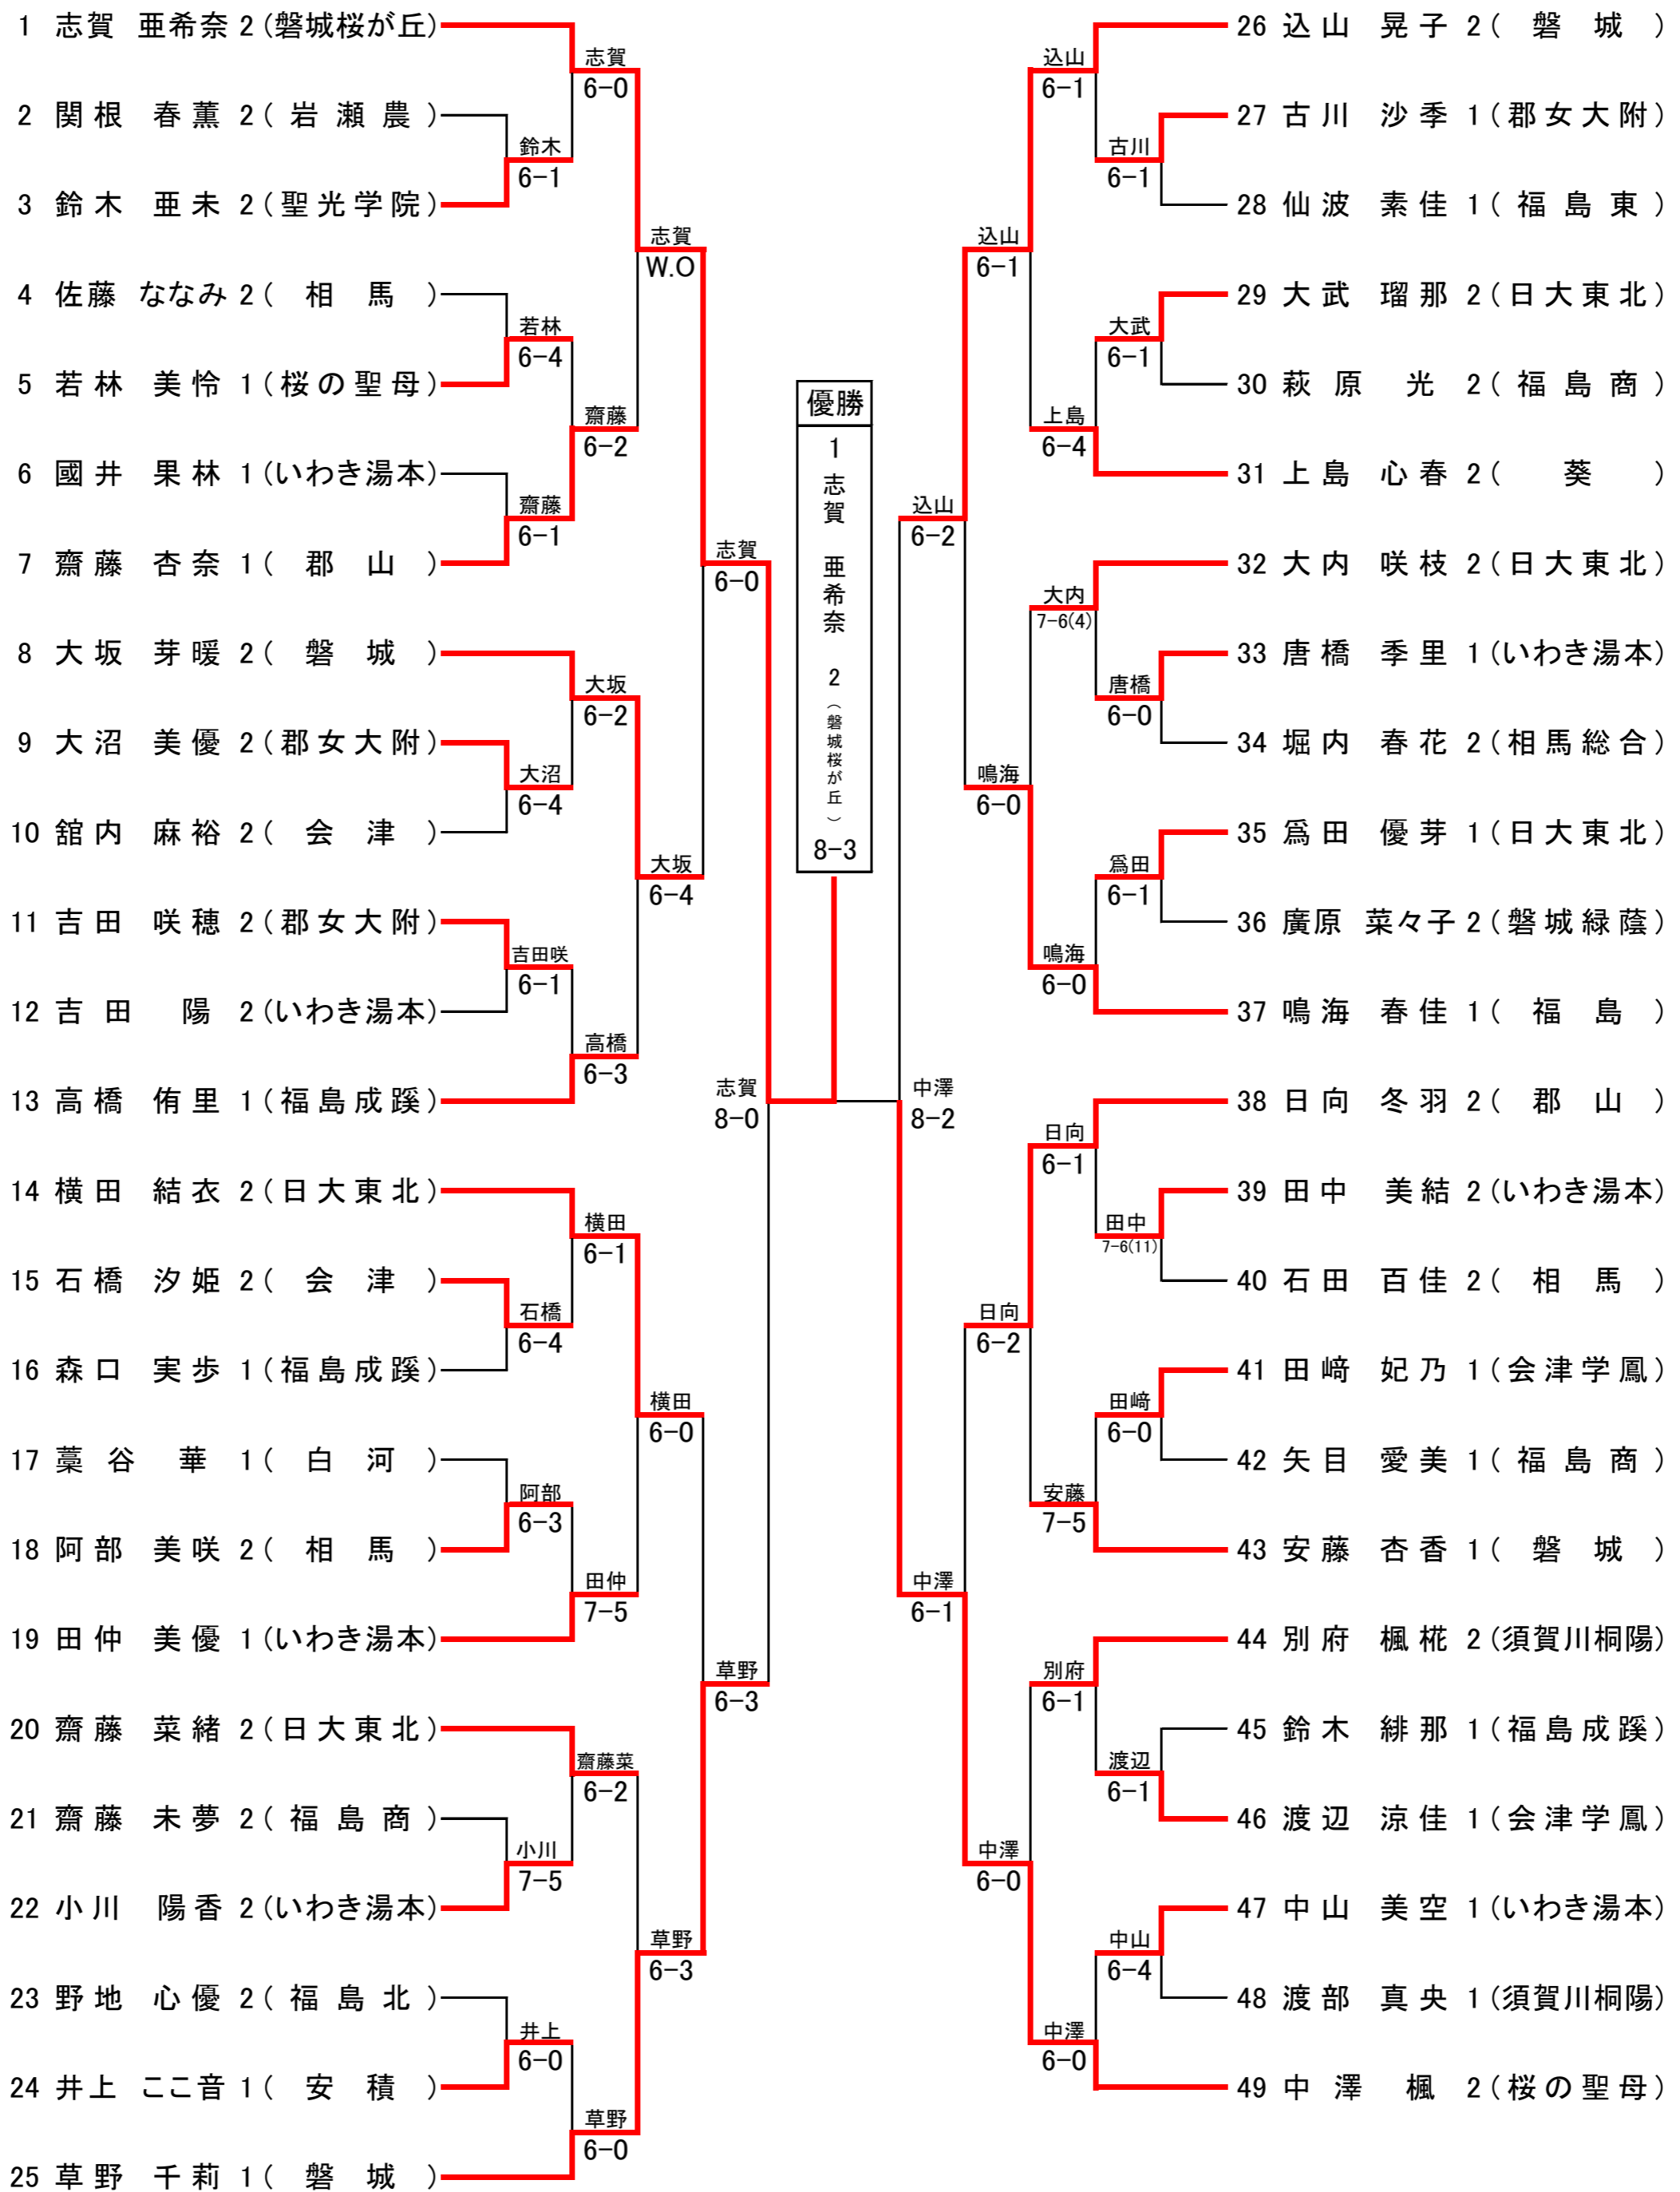 1 志賀 亜希奈 2 (磐城桜が丘)
2 関根 春薫 2 (岩瀬農)
3 鈴木 亜未 2 (聖光学院)
4 佐藤 ななみ 2 (相馬)
5 若林 美怜 1 (桜の聖母)
6 國井 果林 1 (いわき湯本)
7 齋藤 杏奈 1 (郡山)
8 大坂 芽暖 2 (磐城)
9 大沼 美優 2 (郡女大附)
10 舘内 麻裕 2 (会津)
11 吉田 咲穂 2 (郡女大附)
12 吉田 陽 2 (いわき湯本)
13 高橋 侑里 1 (福島成蹊)
14 横田 結衣 2 (日大東北)
15 石橋 汐姫 2 (会津)
16 森口 実歩 1 (福島成蹊)
17 藁谷 華 1 (白河)
18 阿部 美咲 2 (相馬)
19 田仲 美優 1 (いわき湯本)
20 齋藤 菜緒 2 (日大東北)
21 齋藤 未夢 2 (福島商)
22 小川 陽香 2 (いわき湯本)
23 野地 心優 2 (福島北)
24 井上 ここ音 1 (安積)
25 草野 千莉 1 (磐城)
鈴木
6-1
若林
6-4
齋藤
6-1
大沼
6-4
吉田咲
6-1
石橋
6-4
阿部
6-3
小川
7-5
井上
6-0
志賀
6-0
齋藤
6-2
大坂
6-2
高橋
6-3
横田
6-1
田仲
7-5
齋藤菜
6-2
草野
6-0
志賀
W.O
大坂
6-4
横田
6-0
草野
6-3
志賀
6-0
草野
6-3
志賀
8-0
優勝
1 志賀 亜希奈 2 (磐城桜が丘)
8-3
中澤
8-2
込山
6-2
中澤
6-1
込山
6-1
鳴海
6-0
日向
6-2
中澤
6-0
込山
6-1
上島
6-4
大内
7-6(4)
鳴海
6-0
日向
6-1
安藤
7-5
別府
6-1
中澤
6-0
古川
6-1
大武
6-1
唐橋
6-0
爲田
6-1
田中
7-6(11)
田﨑
6-0
渡辺
6-1
中山
6-4
26 込山 晃子 2 (磐城)
27 古川 沙季 1 (郡女大附)
28 仙波 素佳 1 (福島東)
29 大武 瑠那 2 (日大東北)
30 萩原 光 2 (福島商)
31 上島 心春 2 (葵)
32 大内 咲枝 2 (日大東北)
33 唐橋 季里 1 (いわき湯本)
34 堀内 春花 2 (相馬総合)
35 爲田 優芽 1 (日大東北)
36 廣原 菜々子 2 (磐城緑蔭)
37 鳴海 春佳 1 (福島)
38 日向 冬羽 2 (郡山)
39 田中 美結 2 (いわき湯本)
40 石田 百佳 2 (相馬)
41 田﨑 妃乃 1 (会津学鳳)
42 矢目 愛美 1 (福島商)
43 安藤 杏香 1 (磐城)
44 別府 楓椛 2 (須賀川桐陽)
45 鈴木 緋那 1 (福島成蹊)
46 渡辺 涼佳 1 (会津学鳳)
47 中山 美空 1 (いわき湯本)
48 渡部 真央 1 (須賀川桐陽)
49 中澤 楓 2 (桜の聖母)